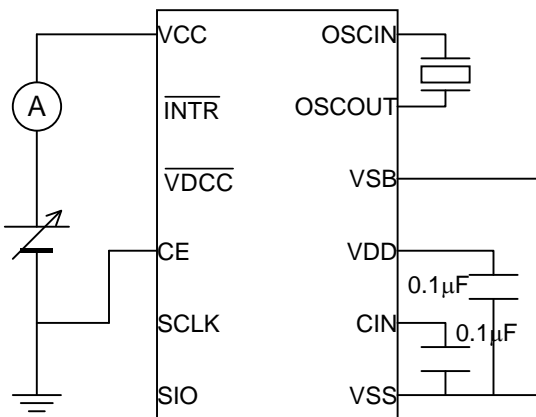 VCC
OSCIN
A
INTR
OSCOUT
VDCC
VSB
CE
VDD
0.1μF
SCLK
CIN
0.1μF
SIO
VSS